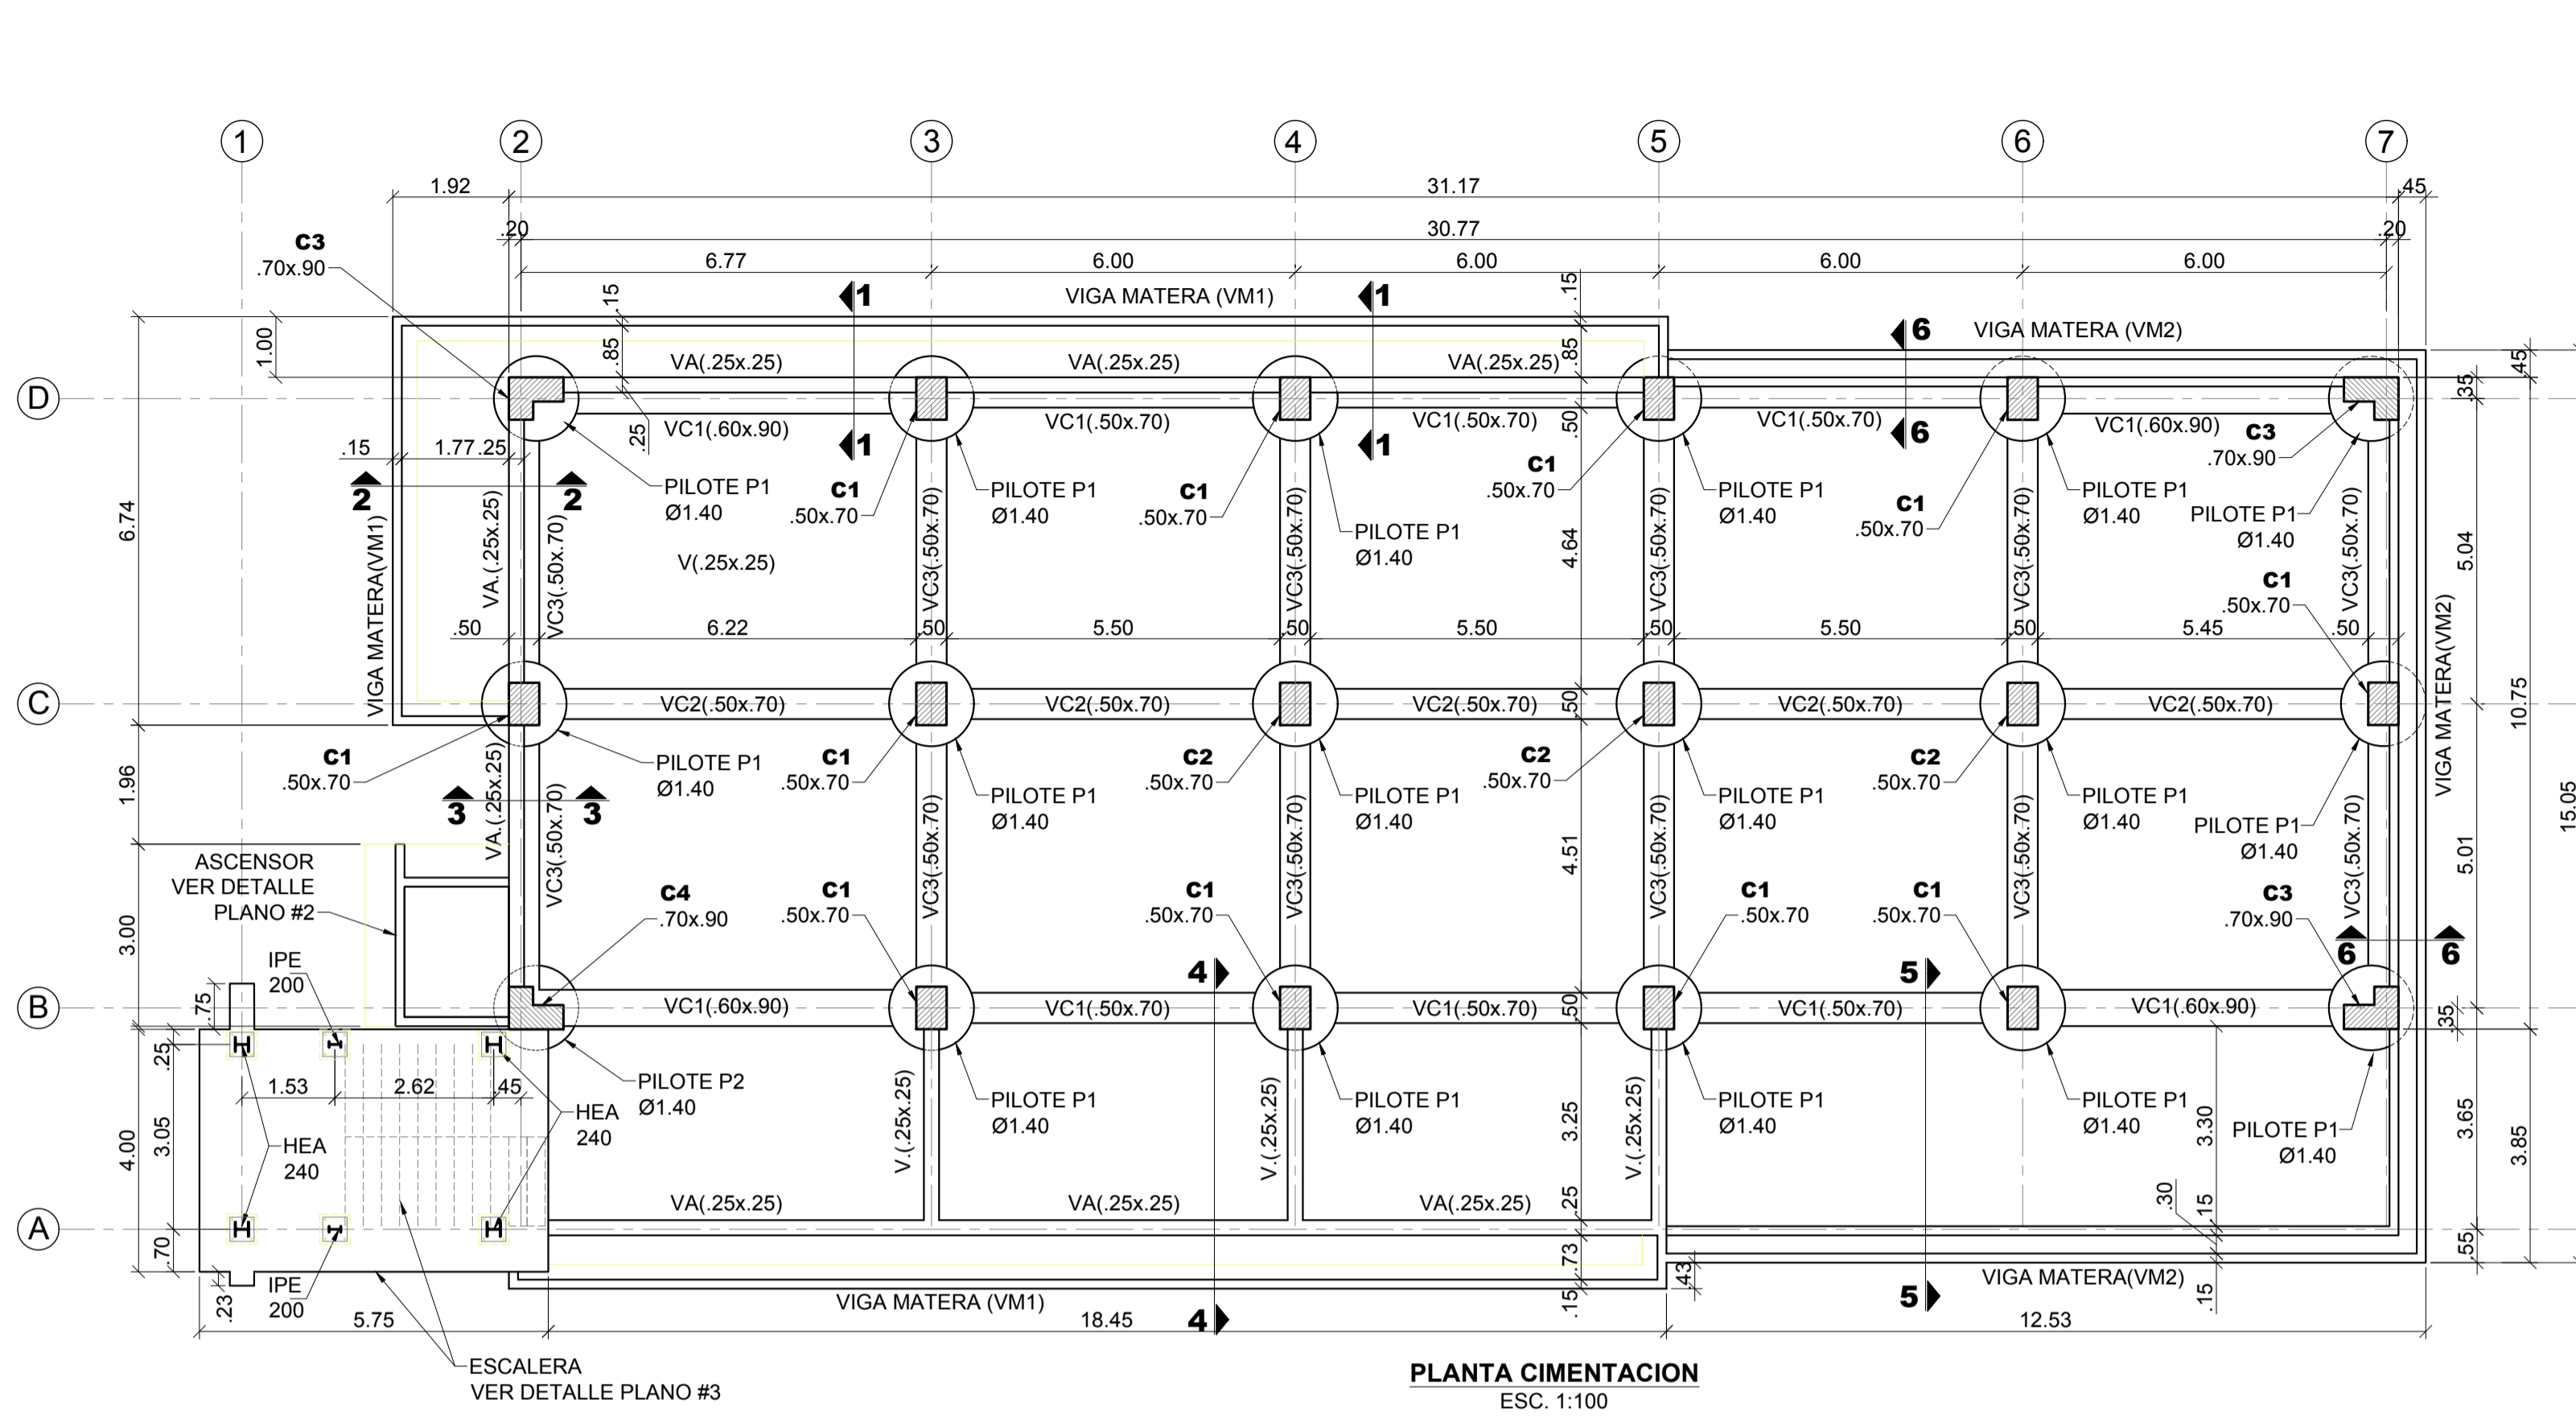 1 2 3 4 5 6 7
1.92 31.17 .45
.20 30.77 .20
C3
.70x.90
6.77 6.00 6.00 6.00 6.00
.15 1 VIGA MATERA (VM1) 1 .15
6 VIGA MATERA (VM2)
1.00 .85 VA(.25x.25) VA(.25x.25) VA(.25x.25) .85 .45
.35
D
VC1(.60x.90) VC1(.50x.70) VC1(.50x.70) VC1(.50x.70) VC1(.60x.90)
.25 .50
1 1 6
.15 1.77 .25
2 2
C3
.70x.90
PILOTE P1
Ø1.40
C1
.50x.70
PILOTE P1
Ø1.40
C1
.50x.70
PILOTE P1
Ø1.40
C1
.50x.70
PILOTE P1
Ø1.40
C1
.50x.70
PILOTE P1
Ø1.40
PILOTE P1
Ø1.40
6.74
VIGA MATERA(VM1)
VA.(.25x.25)
VC3(.50x.70)
V(.25x.25)
VC3(.50x.70)
VC3(.50x.70)
4.64
VC3(.50x.70)
VC3(.50x.70)
VC3(.50x.70)
5.04
C1
.50x.70
.50 6.22 .50 5.50 .50 5.50 .50 5.50 .50 5.45 .50
VIGA MATERA(VM2)
10.75
15.05
C
VC2(.50x.70) VC2(.50x.70) VC2(.50x.70) VC2(.50x.70) VC2(.50x.70)
.50
C1
.50x.70
PILOTE P1
Ø1.40
C1
.50x.70
PILOTE P1
Ø1.40
C2
.50x.70
PILOTE P1
Ø1.40
C2
.50x.70
PILOTE P1
Ø1.40
C2
.50x.70
PILOTE P1
Ø1.40
PILOTE P1
Ø1.40
1.96
3 3
VA.(.25x.25)
VC3(.50x.70)
VC3(.50x.70)
VC3(.50x.70)
4.51
VC3(.50x.70)
VC3(.50x.70)
VC3(.50x.70)
5.01
ASCENSOR
VER DETALLE
PLANO #2
3.00
C4
.70x.90
C1
.50x.70
C1
.50x.70
C1
.50x.70
C1
.50x.70
C3
.70x.90
IPE
200
.75
4 5 6 6
B
VC1(.60x.90) VC1(.50x.70) VC1(.50x.70) VC1(.50x.70) VC1(.60x.90)
.50 .35
.25
1.53 2.62 .45
PILOTE P2
Ø1.40
HEA
240
PILOTE P1
Ø1.40
PILOTE P1
Ø1.40
PILOTE P1
Ø1.40
PILOTE P1
Ø1.40
PILOTE P1
Ø1.40
4.00
3.05
HEA
240
V.(.25x.25)
V.(.25x.25)
3.25
V.(.25x.25)
3.30
3.65
3.85
VA(.25x.25) VA(.25x.25) VA(.25x.25)
.25 .30 .15
A
.70 .73 .43 .55
.23
IPE
200
VIGA MATERA (VM1)
.15
VIGA MATERA(VM2)
.15
4 5
5.75 18.45 12.53
ESCALERA
VER DETALLE PLANO #3
PLANTA CIMENTACION
ESC. 1:100